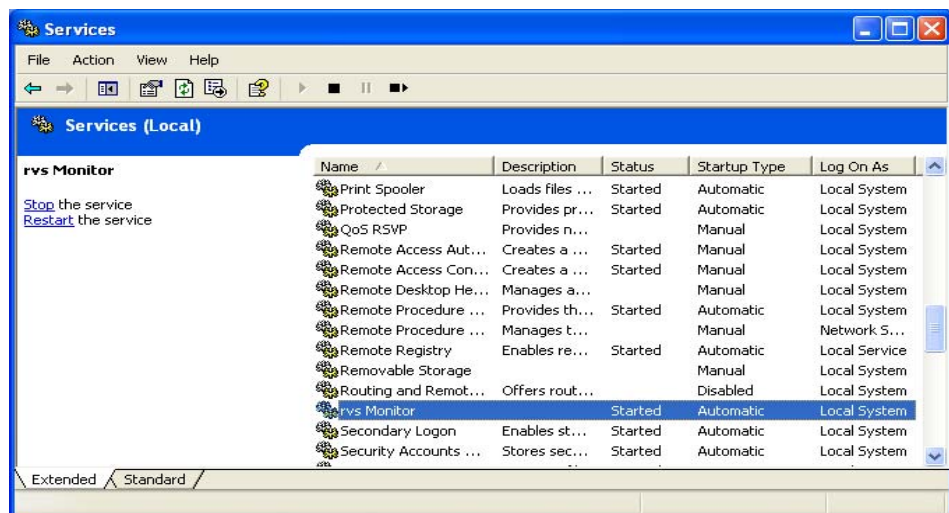 Services
File Action View Help
Services (Local)
rvs Monitor
Stop the service
Restart the service
Name Description Status Startup Type Log On As
Print Spooler Loads files ... Started Automatic Local System
Protected Storage Provides pr... Started Automatic Local System
QoS RSVP Provides n... Manual Local System
Remote Access Aut... Creates a ... Started Manual Local System
Remote Access Con... Creates a ... Started Manual Local System
Remote Desktop He... Manages a... Manual Local System
Remote Procedure ... Provides th... Started Automatic Local System
Remote Procedure ... Manages t... Manual Network S...
Remote Registry Enables re... Started Automatic Local Service
Removable Storage Manual Local System
Routing and Remot... Offers rout... Disabled Local System
rvs Monitor Started Automatic Local System
Secondary Logon Enables st... Started Automatic Local System
Security Accounts ... Stores sec... Started Automatic Local System
Extended Standard